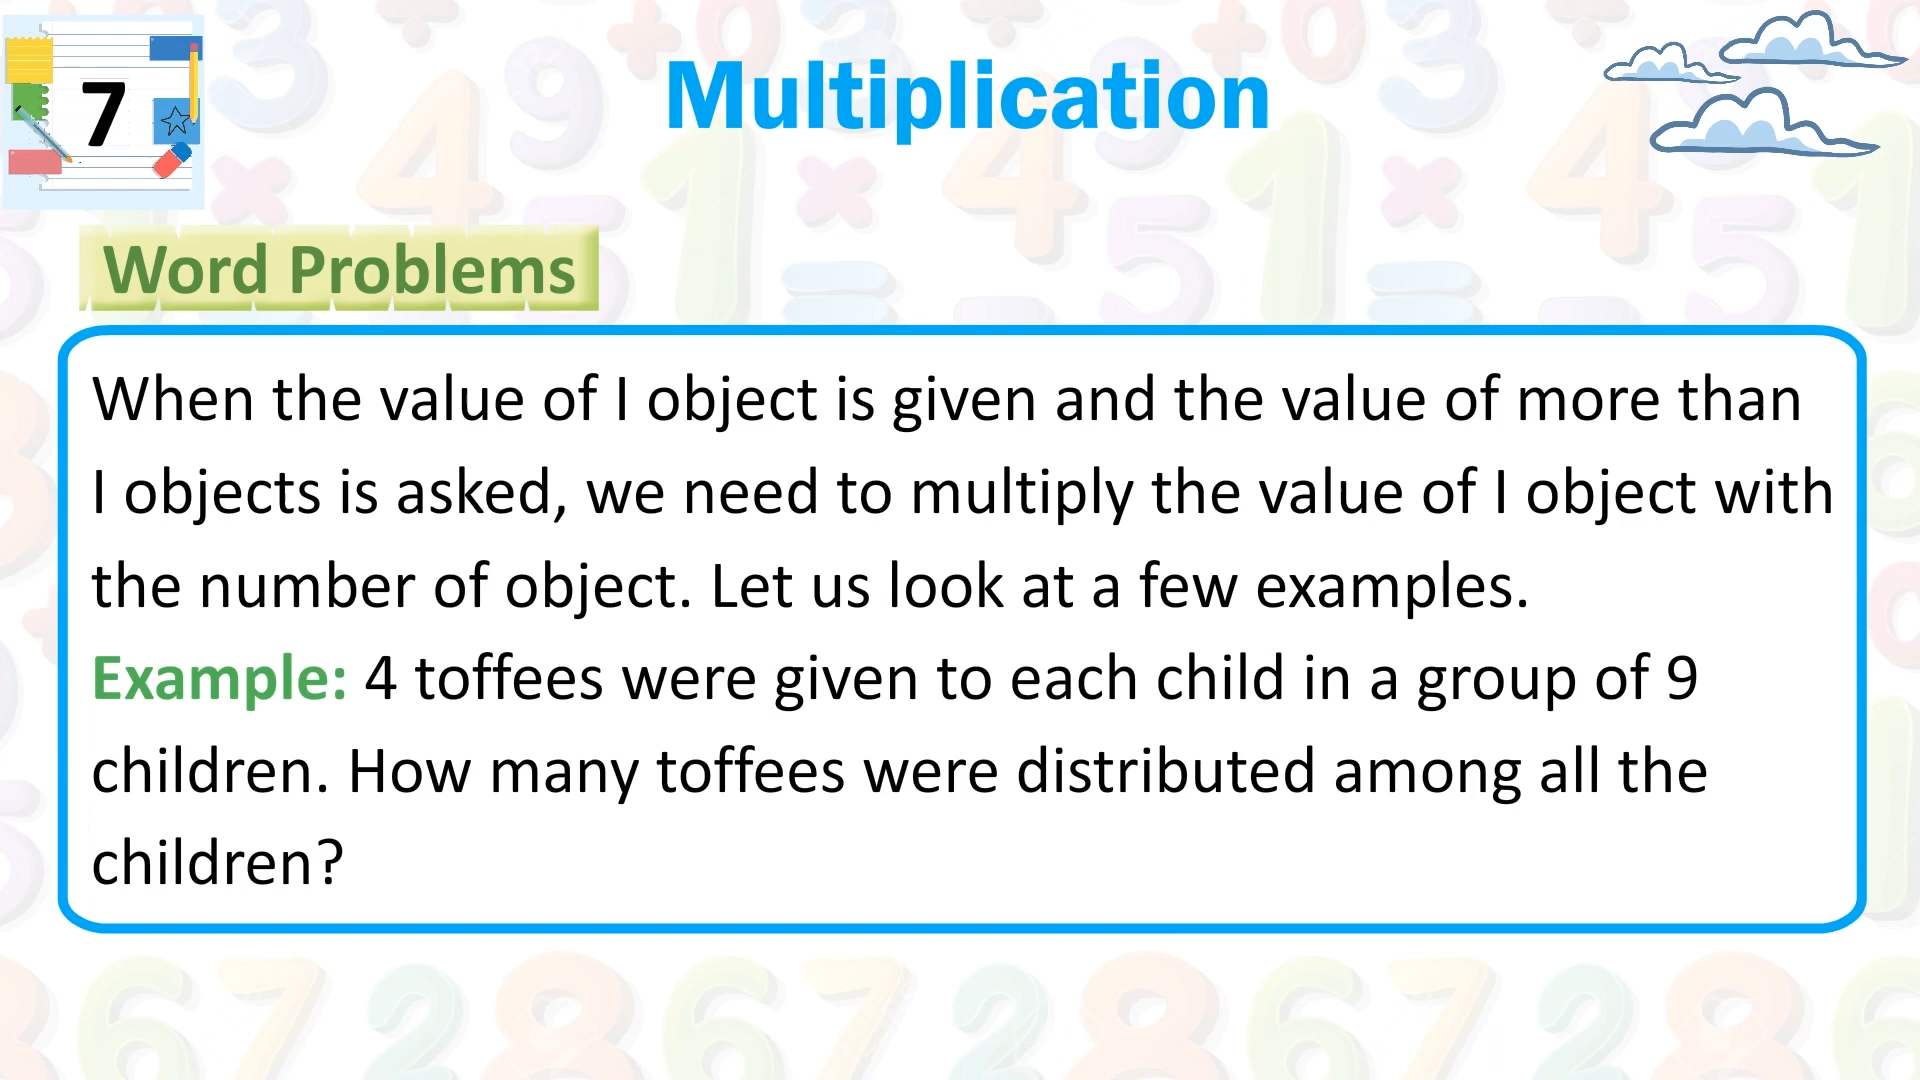 7
Multiplication
Word Problems
When the value of I object is given and the value of more than
I objects is asked, we need to multiply the value of I object with
the number of object. Let us look at a few examples.
Example: 4 toffees were given to each child in a group of 9
children. How many toffees were distributed among all the
children?